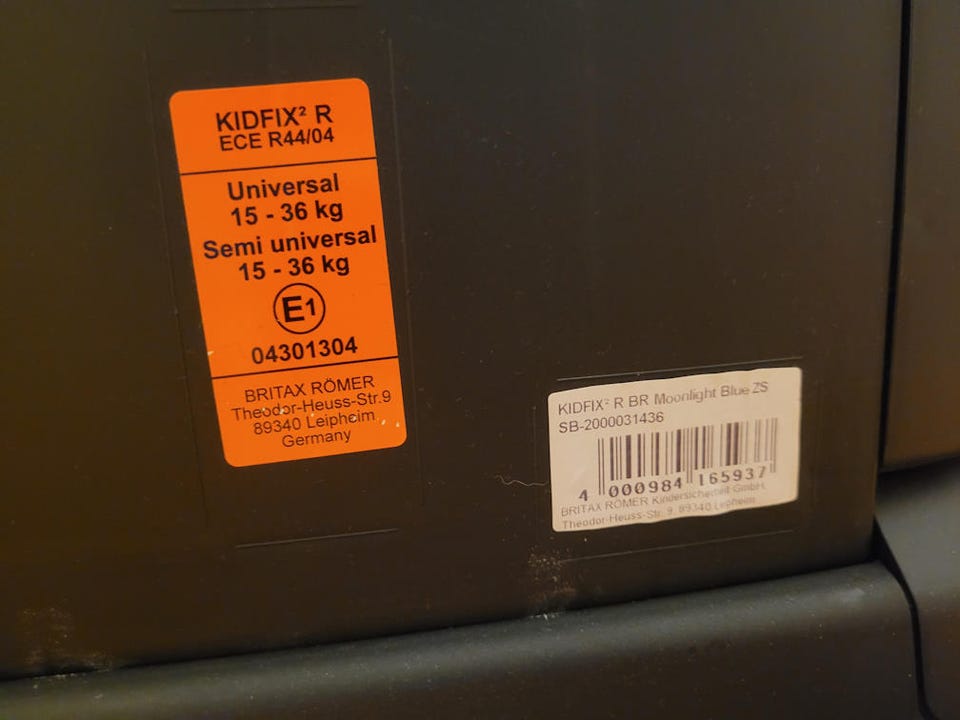 KIDFIX² R
ECE R44/04
Universal
15 - 36 kg
Semi universal
15 - 36 kg
E1
04301304
BRITAX RÖMER
Theodor-Heuss-Str.9
89340 Leipheim
Germany
KIDFIX² R BR Moonlight Blue ZS
SB-2000031436
4 000984 165937
BRITAX RÖMER Kindersicherheit GmbH,
Theodor-Heuss-Str. 9, 89340 Leipheim